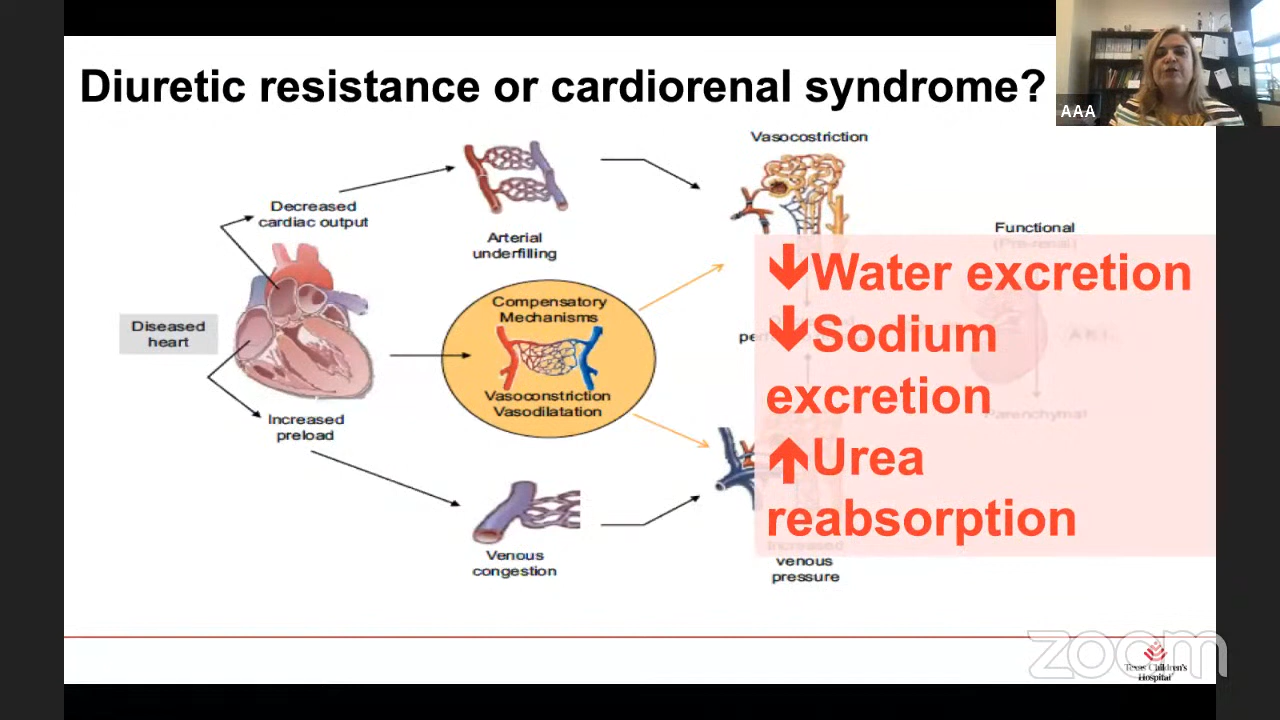 Diuretic resistance or cardiorenal syndrome?
AAA
Vasocostriction
Decreased
cardiac output
Arterial
underfilling
Functional
(Pre-renal)
Compensatory
Mechanisms
Vasoconstriction
Vasodilatation
Diseased
heart
Increased
preload
Venous
congestion
🡇Water excretion
🡇Sodium
excretion
🡅Urea
reabsorption
Parenchymal
Increased
venous
pressure
zoom
Texas Children's
Hospital